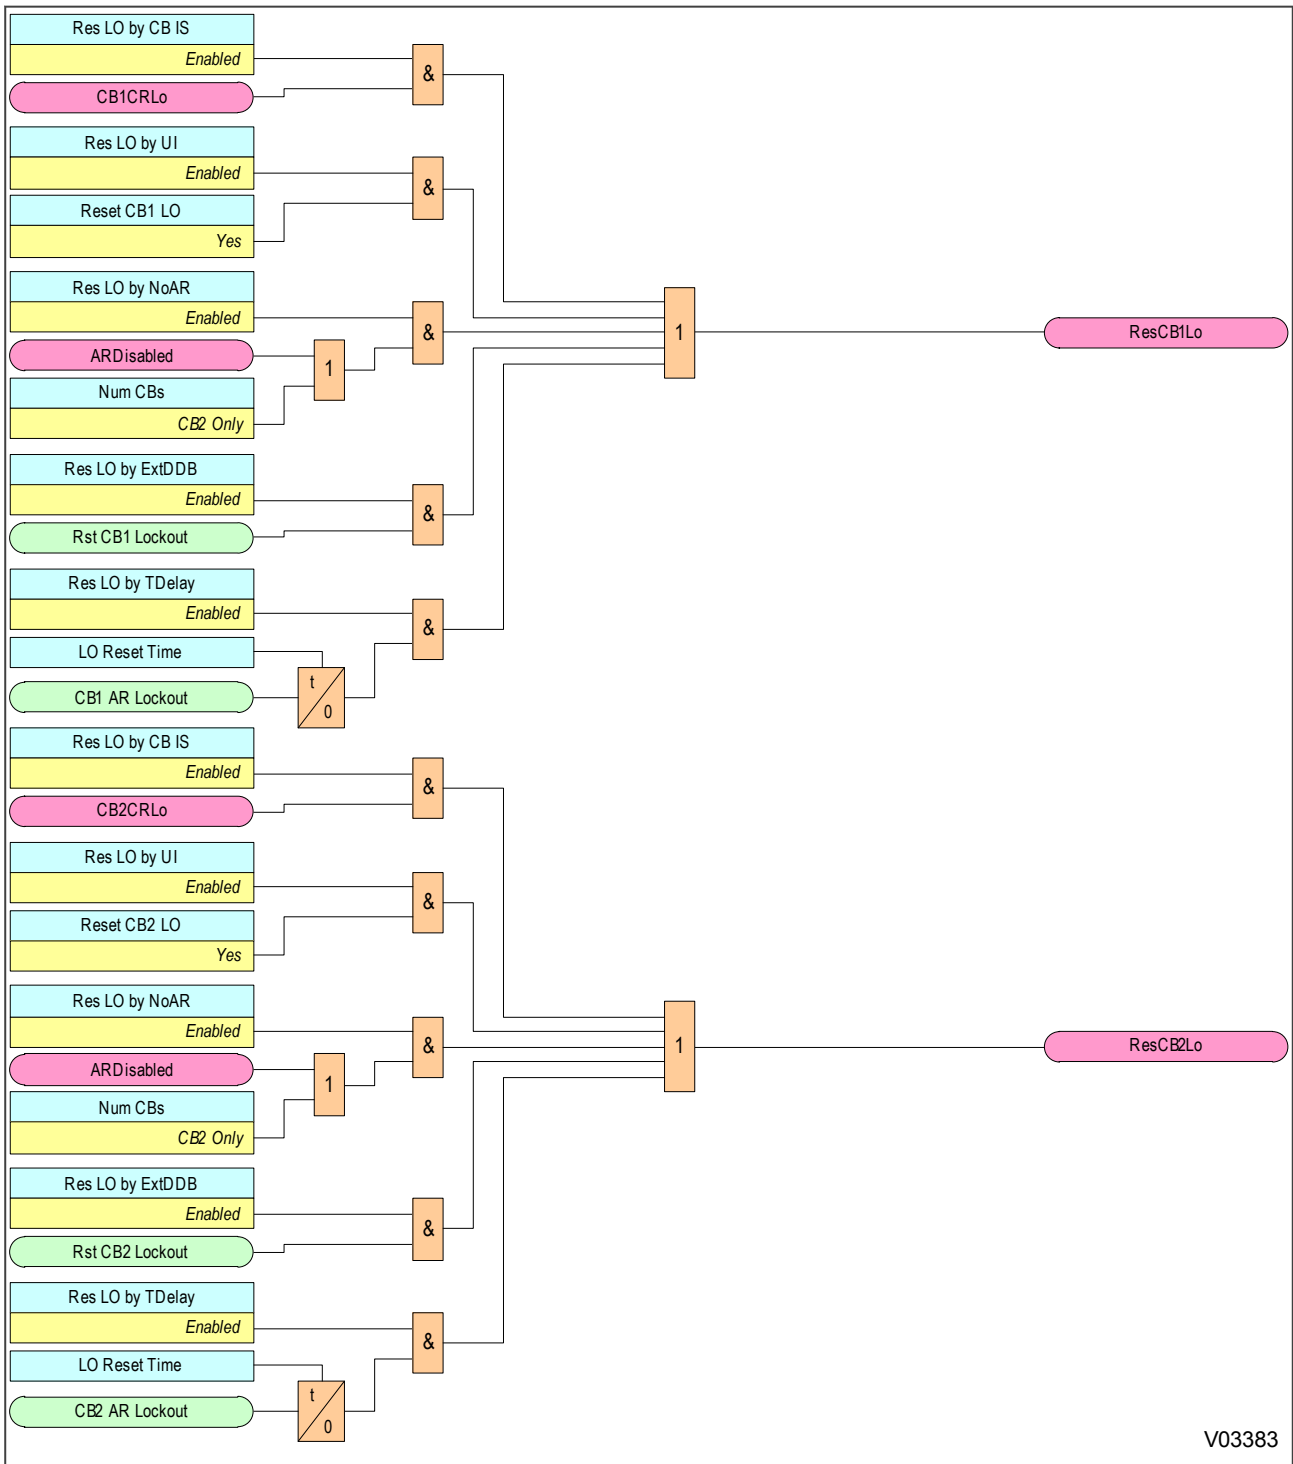 Res LO by CB IS
Enabled
&
CB1CRLo
Res LO by UI
Enabled
&
Reset CB1 LO
Yes
Res LO by NoAR
Enabled
&
ARDisabled
1
Num CBs
CB2 Only
1
ResCB1Lo
Res LO by ExtDDB
Enabled
&
Rst CB1 Lockout
Res LO by TDelay
Enabled
&
LO Reset Time
CB1 AR Lockout
t
0
Res LO by CB IS
Enabled
&
CB2CRLo
Res LO by UI
Enabled
&
Reset CB2 LO
Yes
Res LO by NoAR
Enabled
&
ARDisabled
1
Num CBs
CB2 Only
1
ResCB2Lo
Res LO by ExtDDB
Enabled
&
Rst CB2 Lockout
Res LO by TDelay
Enabled
&
LO Reset Time
CB2 AR Lockout
t
0
V03383